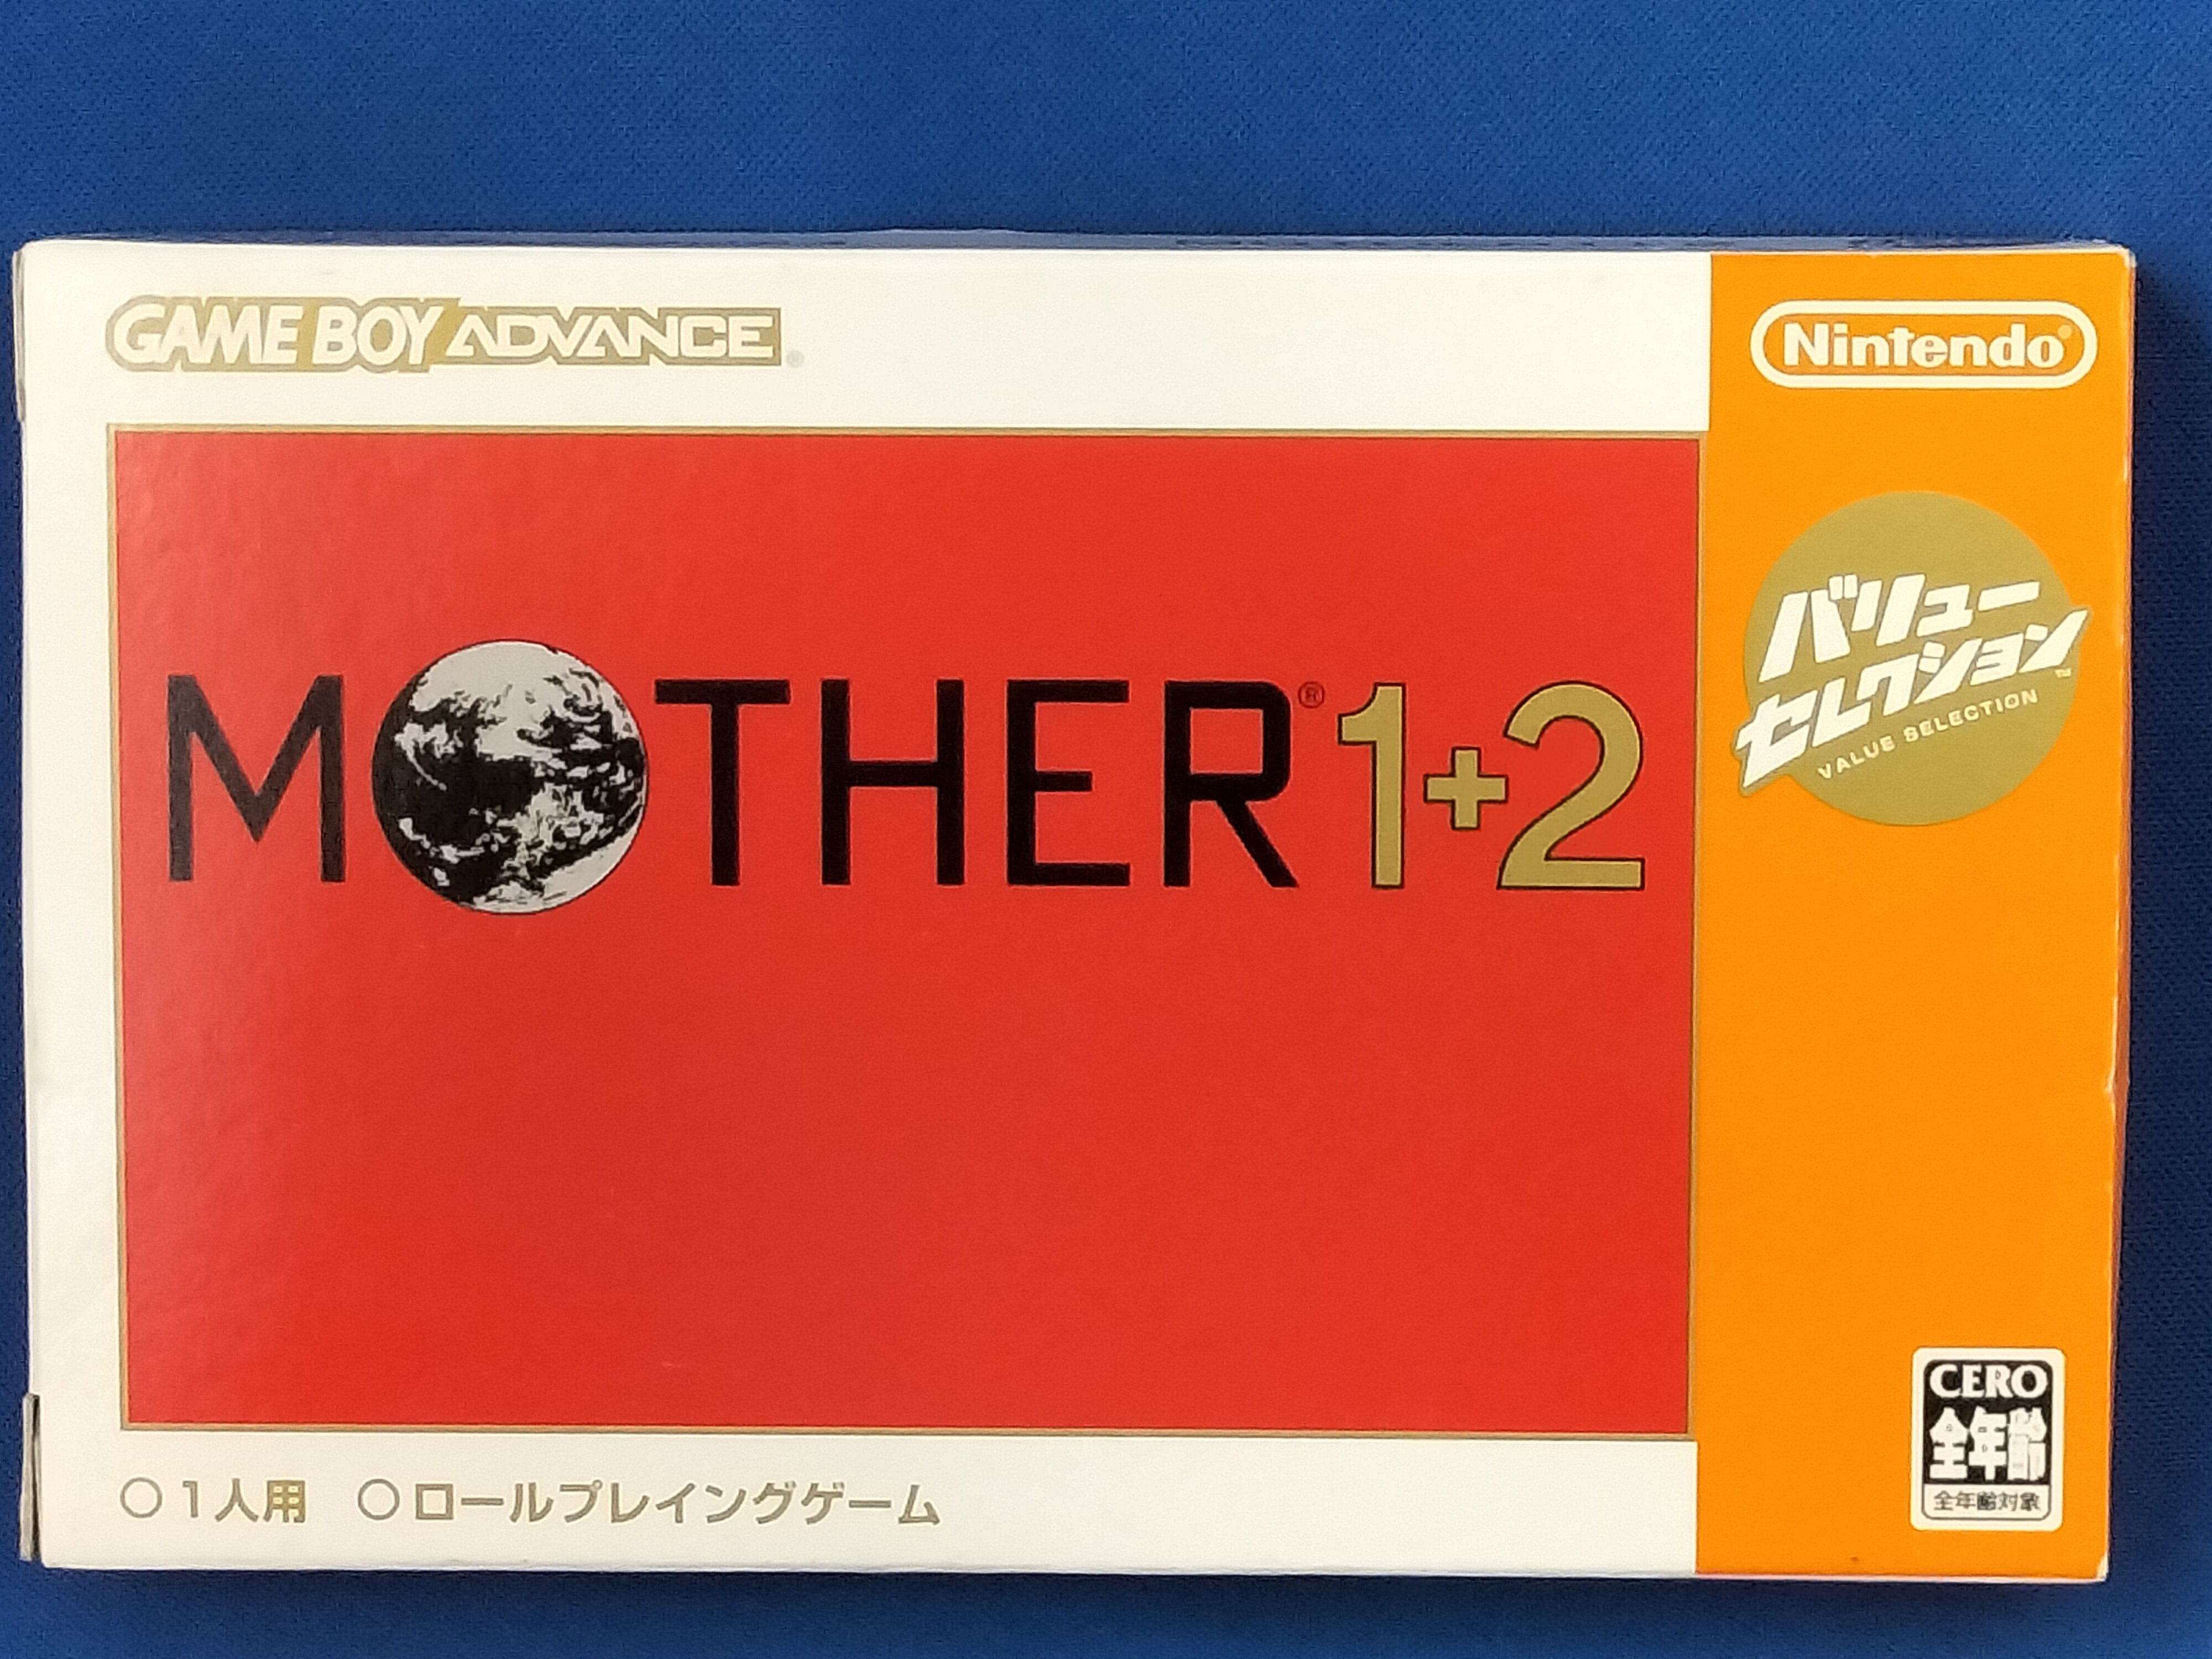 GAME BOY ADVANCE®
Nintendo®
MOTHER® 1+2
バリュー
セレクション™
VALUE SELECTION
○1人用 ○ロールプレイングゲーム
CERO
全年齢
全年齢対象